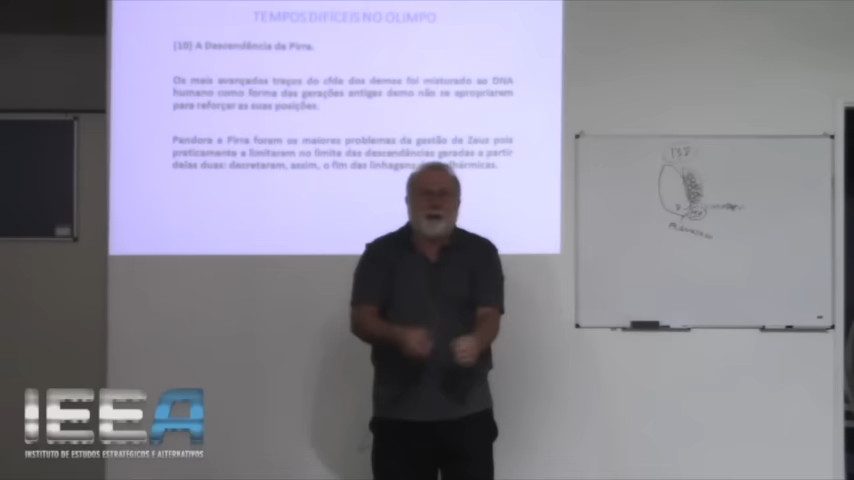 TEMPOS DIFÍCEIS NO OLIMPO
(10) A Descendência de Pirra.
Os mais avançados traços do cfde dos demos foi misturado ao DNA
humano como forma das gerações antigas demo não se apropriarem
para reforçar as suas posições.
Pandora e Pirra foram os maiores problemas da gestão de Zeus pois
praticamente o limitaram no limite das descendências geradas a partir
delas duas: decretaram, assim, o fim das linhagens
IEEA
INSTITUTO DE ESTUDOS ESTRATÉGICOS E ALTERNATIVOS